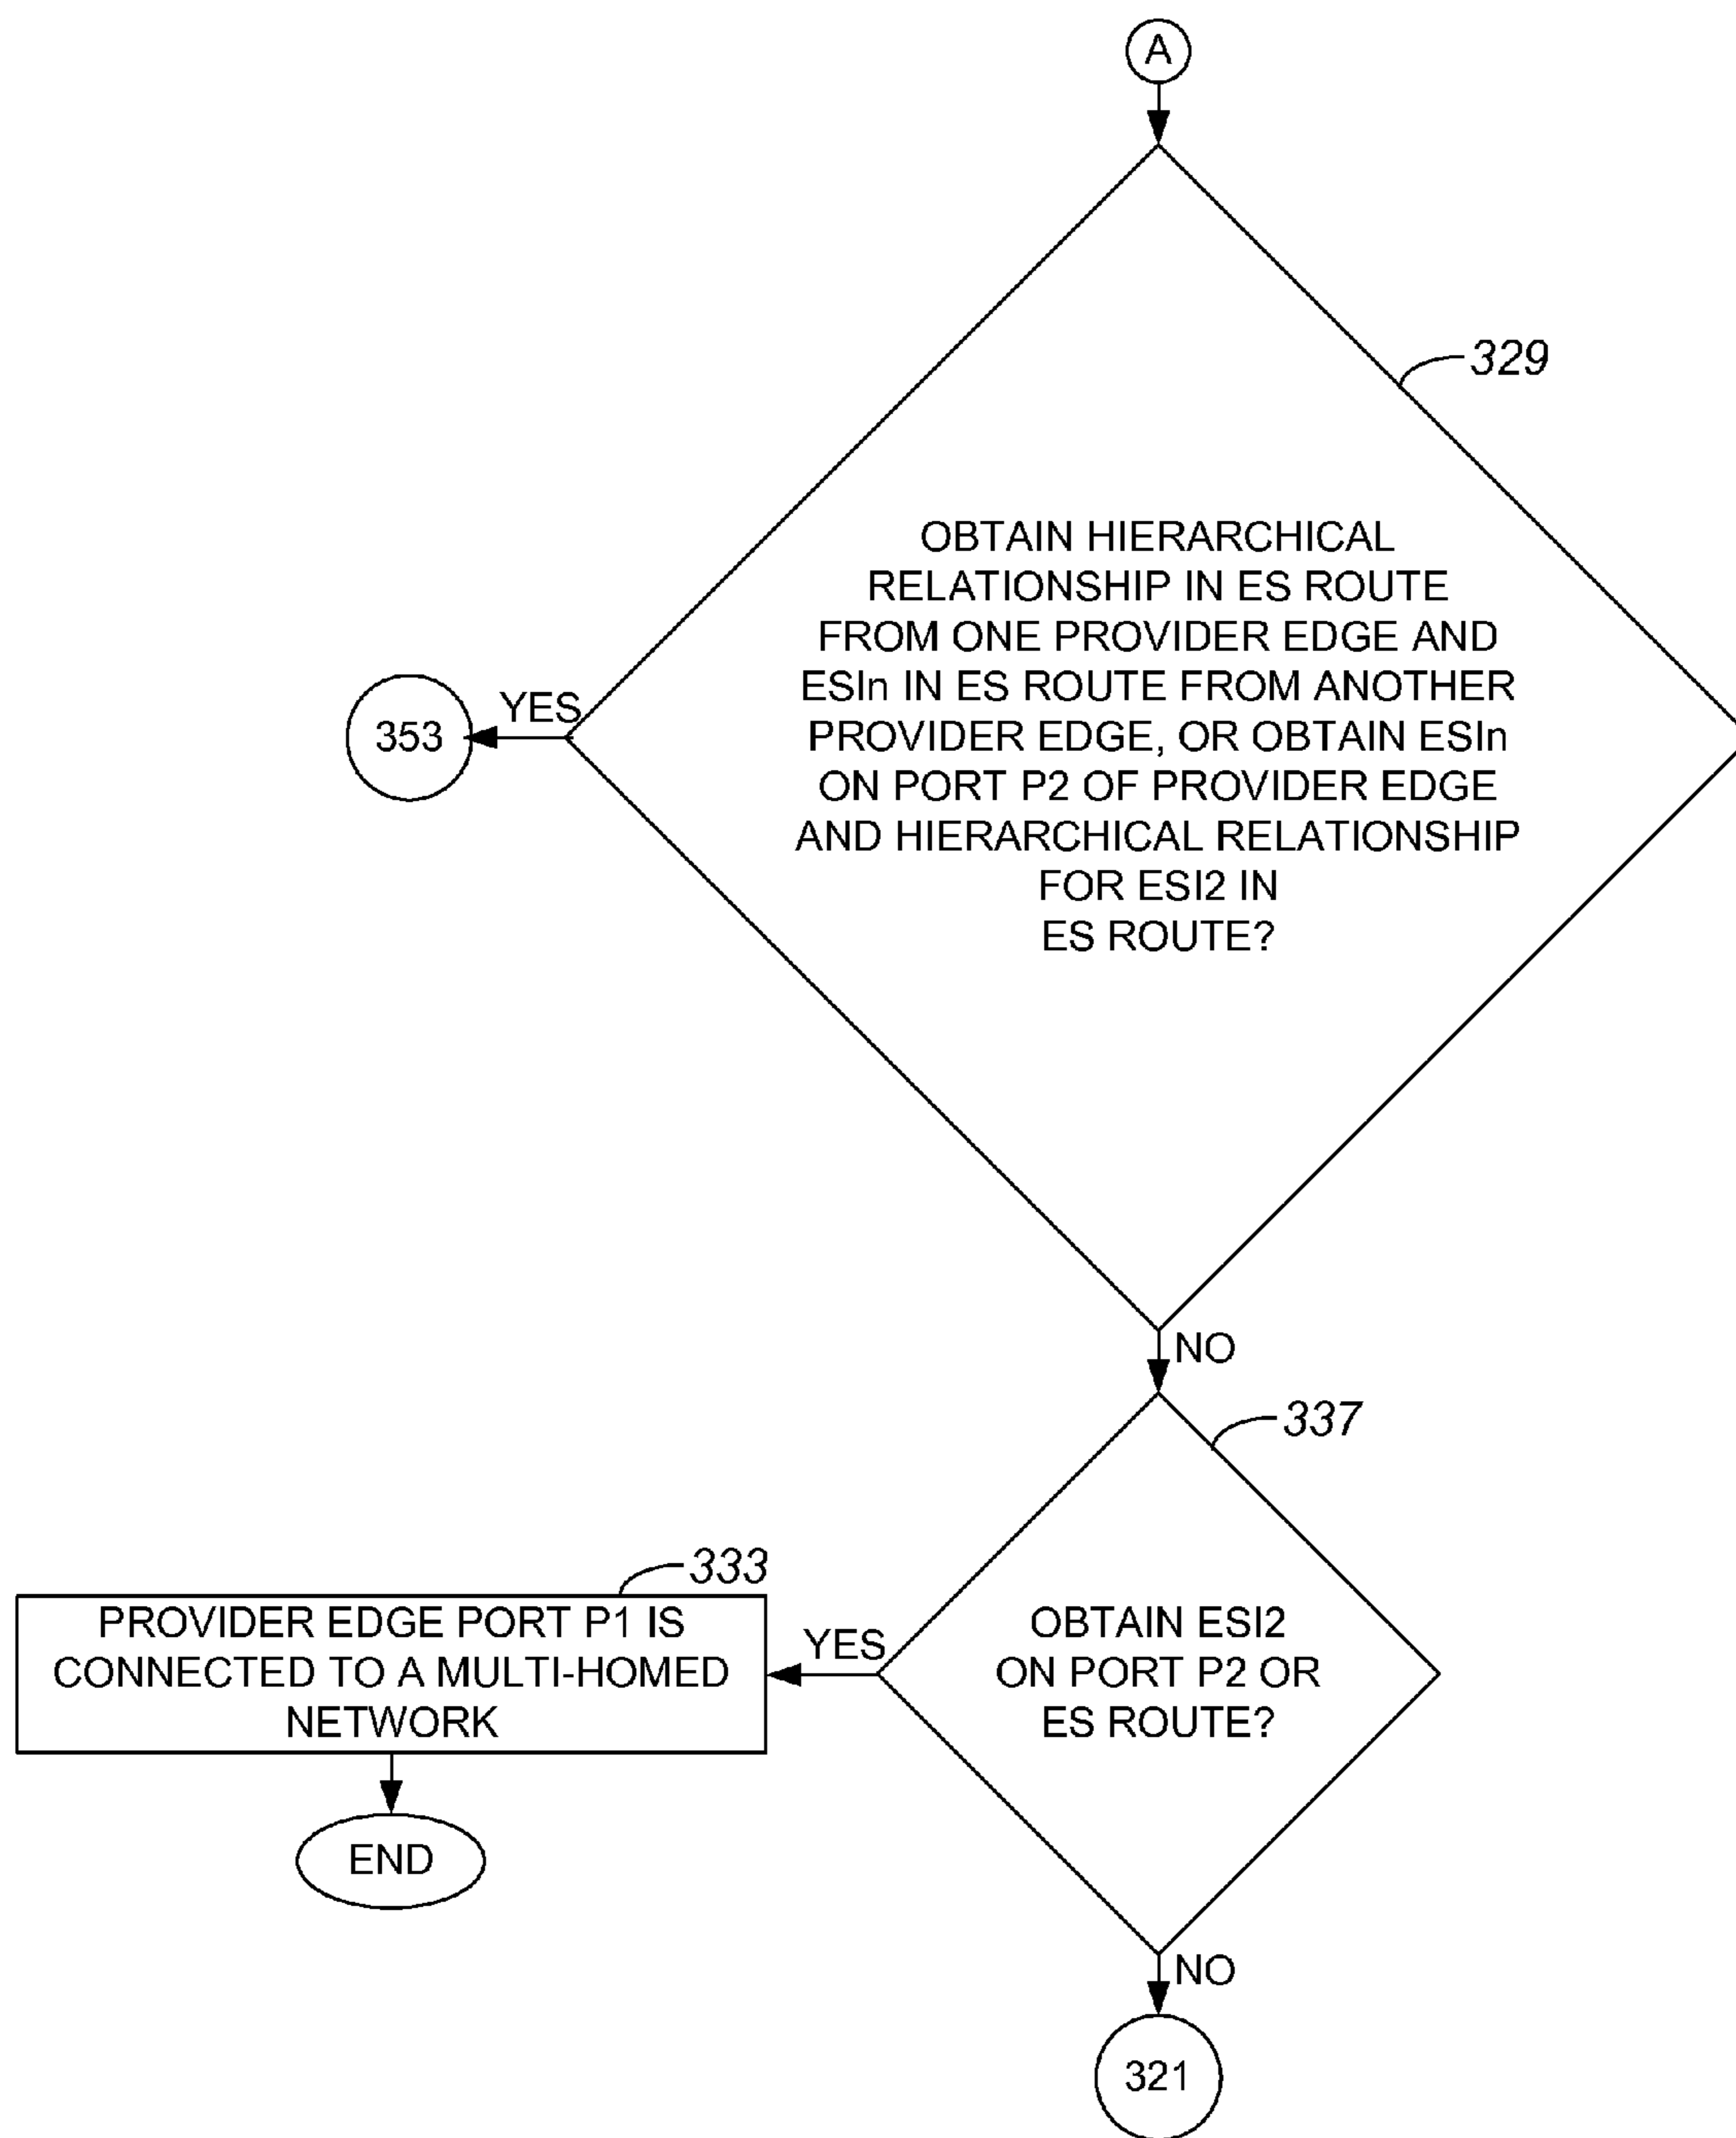 A
329
OBTAIN HIERARCHICAL
RELATIONSHIP IN ES ROUTE
FROM ONE PROVIDER EDGE AND
ESIn IN ES ROUTE FROM ANOTHER
PROVIDER EDGE, OR OBTAIN ESIn
ON PORT P2 OF PROVIDER EDGE
AND HIERARCHICAL RELATIONSHIP
FOR ESI2 IN
ES ROUTE?
YES
353
NO
337
OBTAIN ESI2
ON PORT P2 OR
ES ROUTE?
YES
333
PROVIDER EDGE PORT P1 IS
CONNECTED TO A MULTI-HOMED
NETWORK
END
NO
321